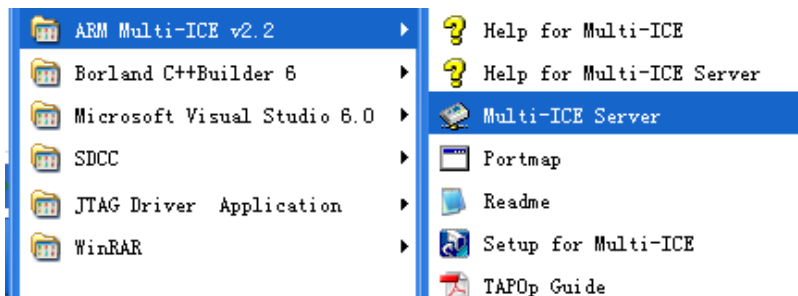 ARM Multi-ICE v2.2
Borland C++Builder 6
Microsoft Visual Studio 6.0
SDCC
JTAG Driver Application
WinRAR
Help for Multi-ICE
Help for Multi-ICE Server
Multi-ICE Server
Portmap
Readme
Setup for Multi-ICE
TAPOp Guide